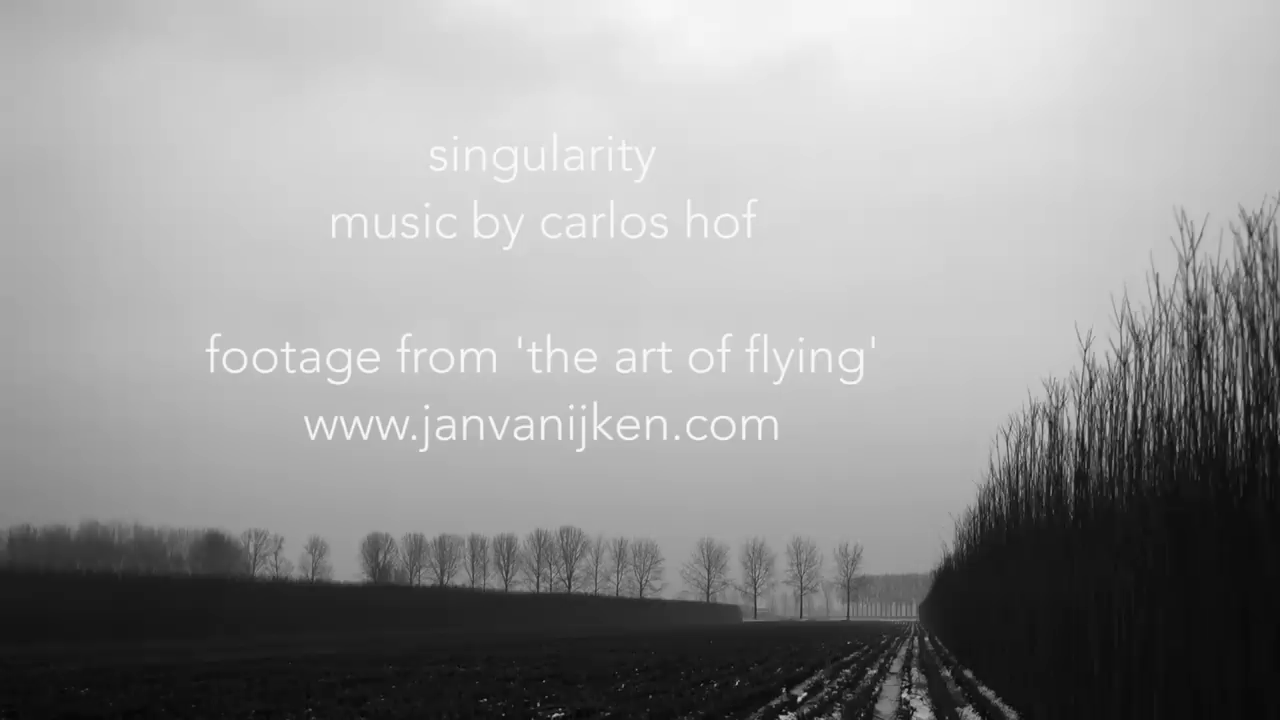 singularity
music by carlos hof
footage from 'the art of flying'
www.janvanijken.com